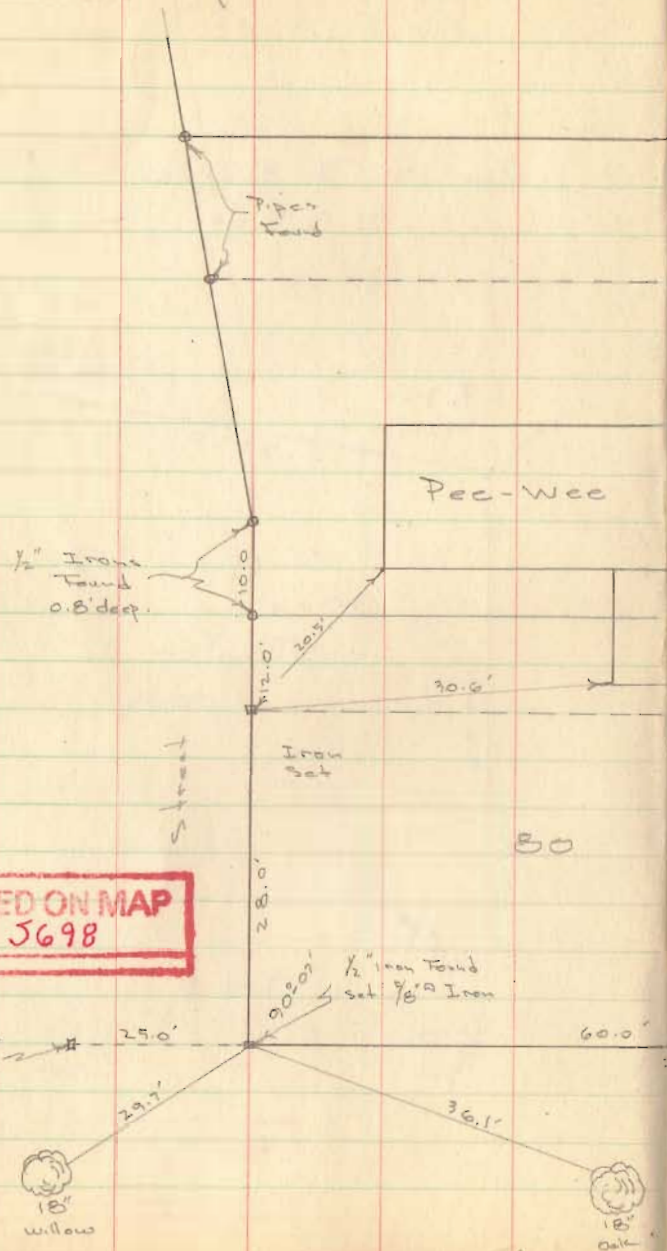 Pipes
Found
Pee-Wee
1/2" Irons
Found
0.8' deep.
10.0
20.5'
12.0'
30.6'
Iron
Set
Street
80
28.0'
ED ON MAP
5698
90°07'
1/2" iron Found
set 5/8" Iron
25.0'
60.0'
29.7'
36.1'
18"
Willow
18"
Oak